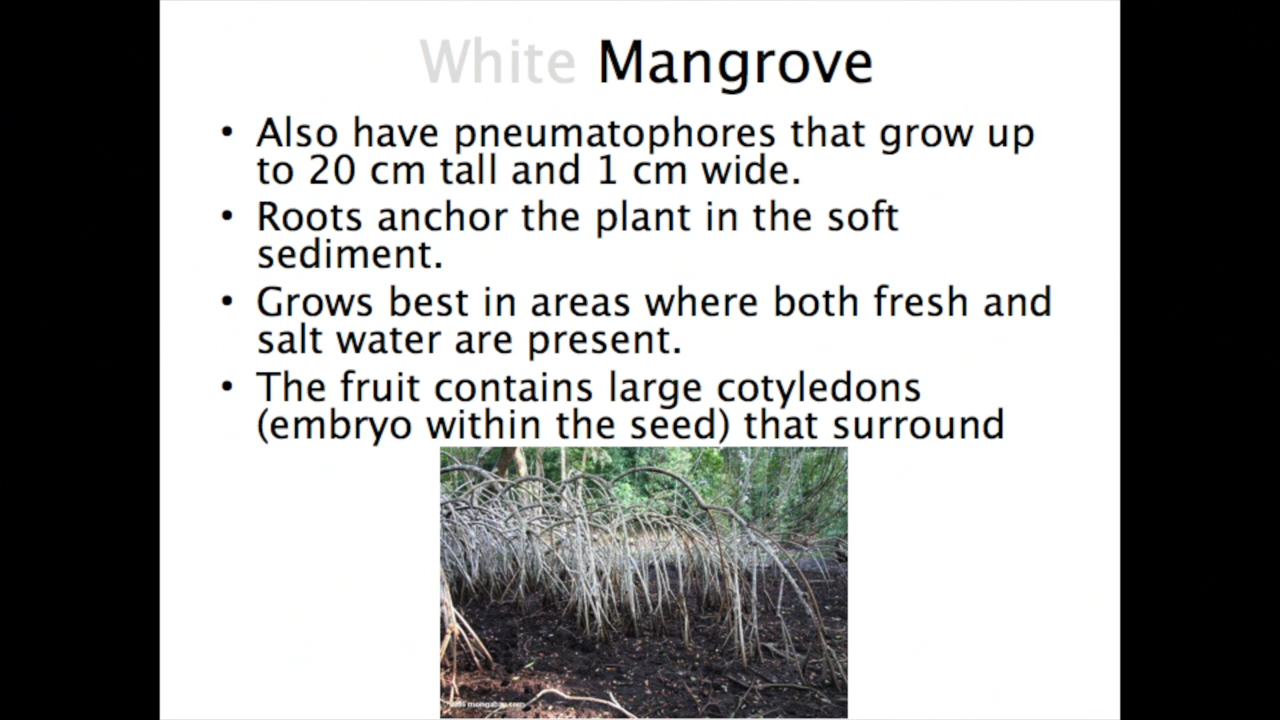 White Mangrove
• Also have pneumatophores that grow up
to 20 cm tall and 1 cm wide.
• Roots anchor the plant in the soft
sediment.
• Grows best in areas where both fresh and
salt water are present.
• The fruit contains large cotyledons
(embryo within the seed) that surround
mongabay.com